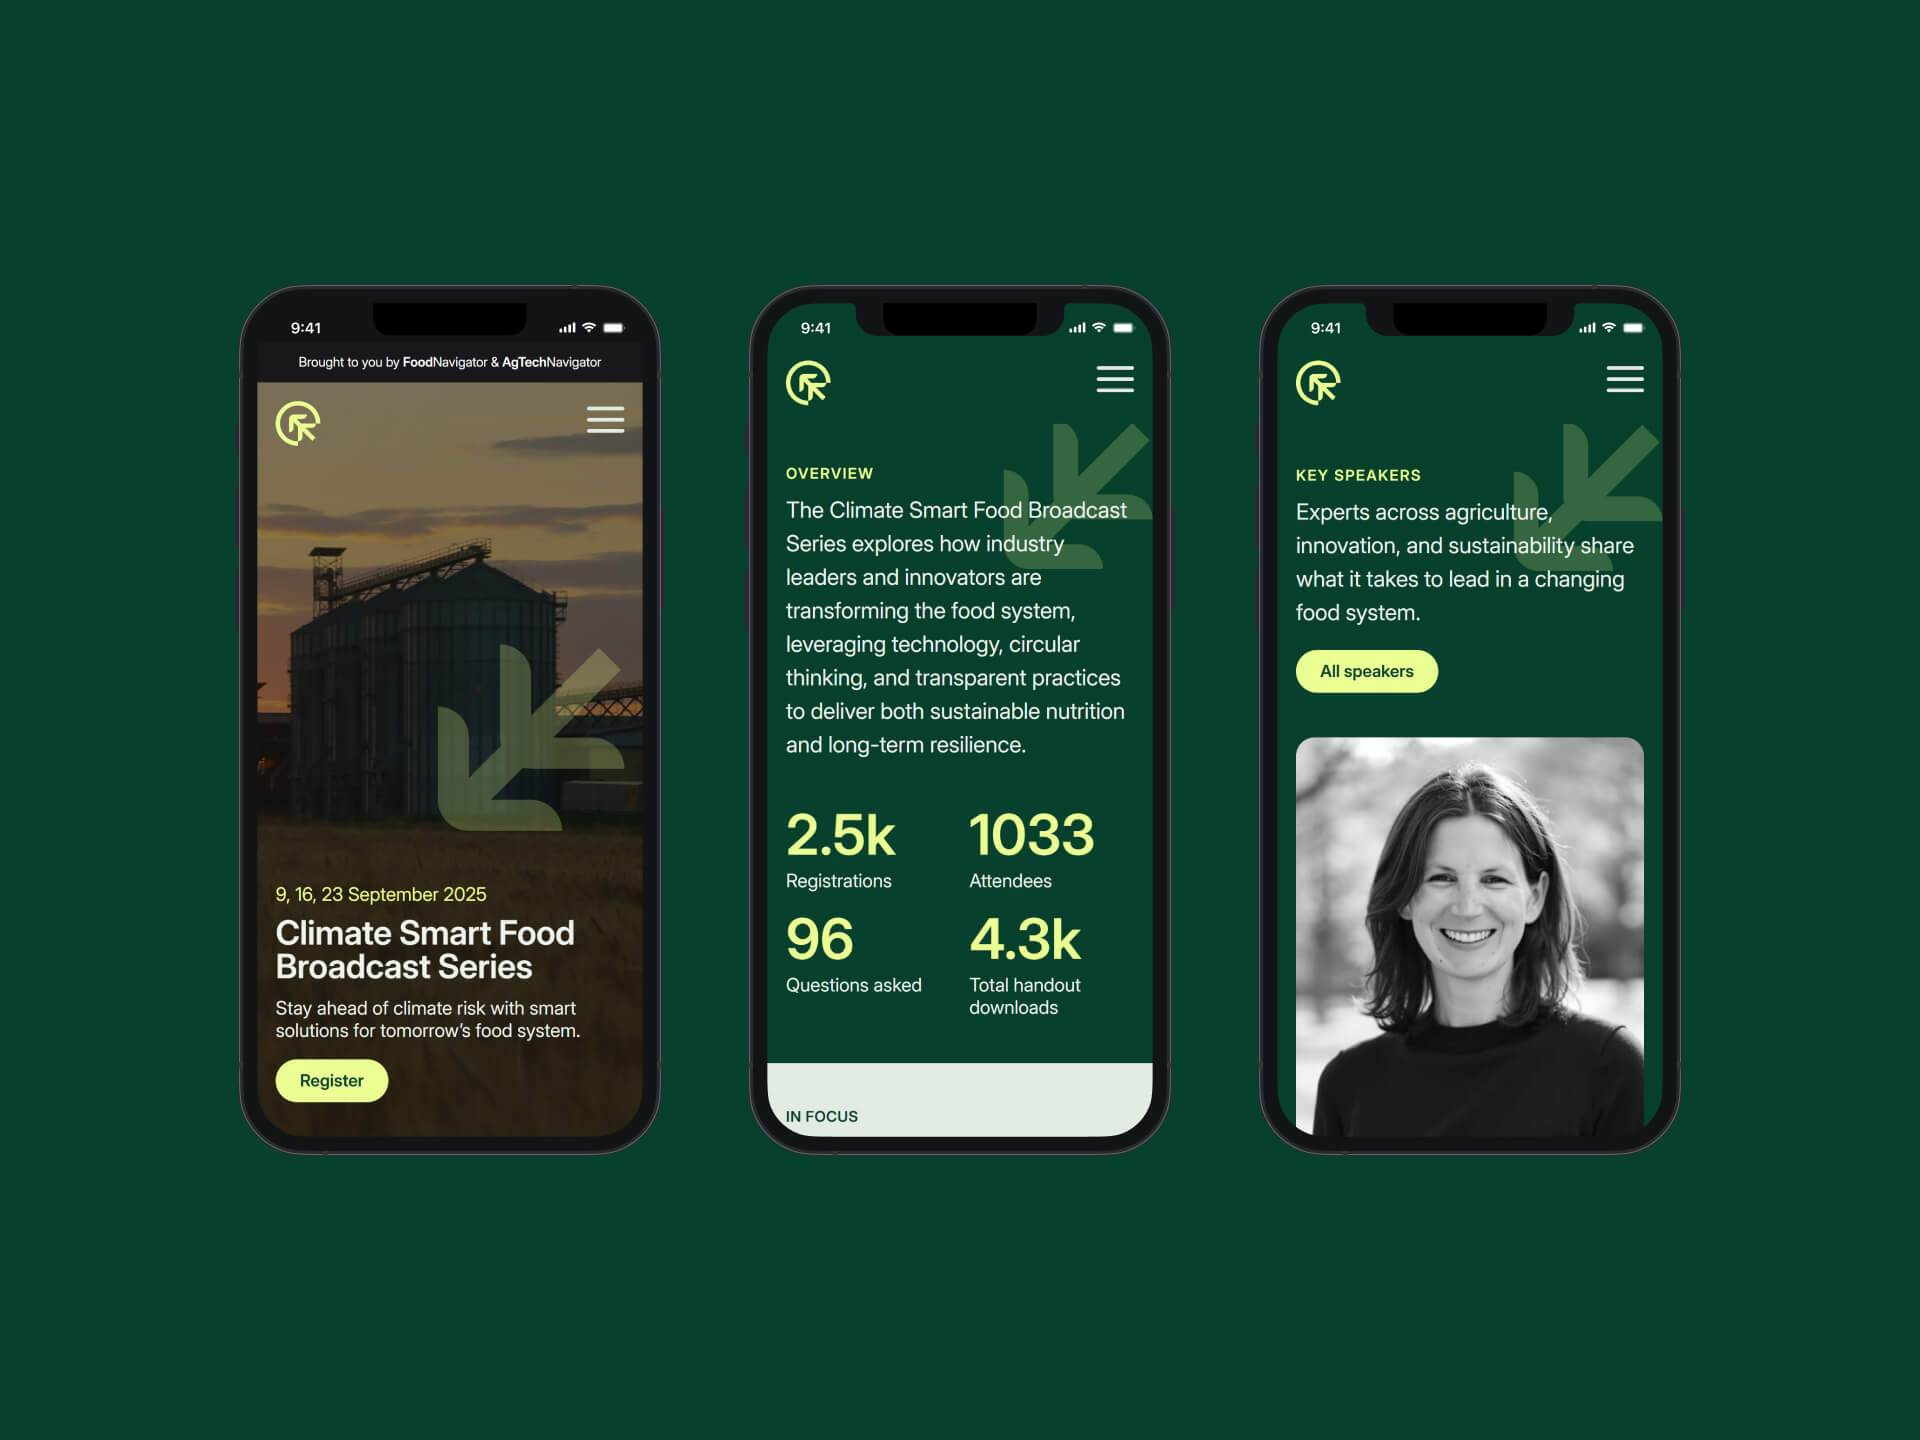 9:41
Brought to you by FoodNavigator & AgTechNavigator
9, 16, 23 September 2025
Climate Smart Food
Broadcast Series
Stay ahead of climate risk with smart
solutions for tomorrow’s food system.
Register
9:41
OVERVIEW
The Climate Smart Food Broadcast
Series explores how industry
leaders and innovators are
transforming the food system,
leveraging technology, circular
thinking, and transparent practices
to deliver both sustainable nutrition
and long-term resilience.
2.5k
Registrations
1033
Attendees
96
Questions asked
4.3k
Total handout
downloads
IN FOCUS
9:41
KEY SPEAKERS
Experts across agriculture,
innovation, and sustainability share
what it takes to lead in a changing
food system.
All speakers